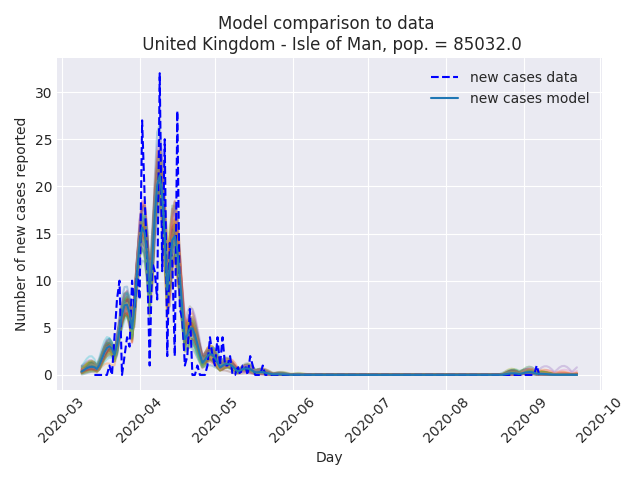 Model comparison to data
United Kingdom - Isle of Man, pop. = 85032.0
new cases data
new cases model
Number of new cases reported
30
25
20
15
10
5
0
2020-03
2020-04
2020-05
2020-06
2020-07
2020-08
2020-09
2020-10
Day